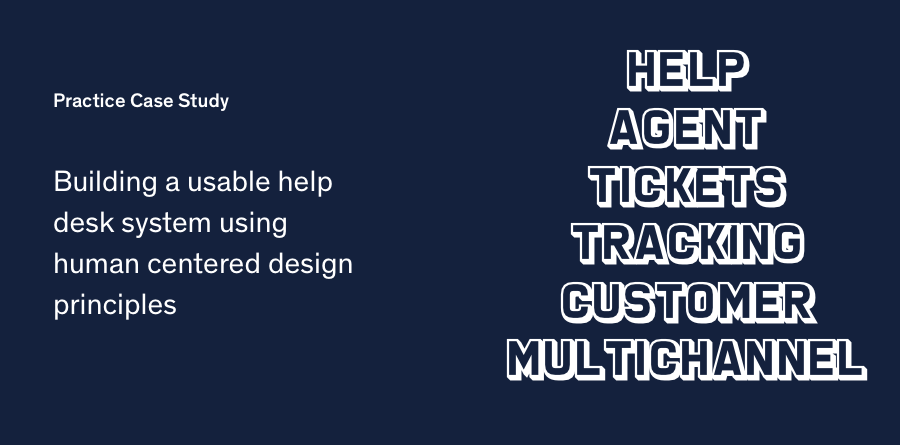 Practice Case Study
Building a usable help
desk system using
human centered design
principles
HELP
AGENT
TICKETS
TRACKING
CUSTOMER
MULTICHANNEL